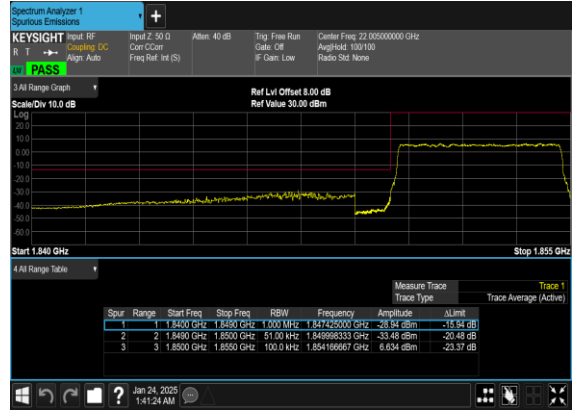 Spectrum Analyzer 1
Spurious Emissions
+
KEYSIGHT Input: RF Input Z: 50 Ω Atten: 40 dB Trig: Free Run Center Freq: 22.005000000 GHz
R T Coupling: DC Corr CCorr Gate: Off Avg|Hold: 100/100
Align: Auto Freq Ref: Int (S) IF Gain: Low Radio Std: None
PASS
3 All Range Graph
Ref Lvl Offset 8.00 dB
Scale/Div 10.0 dB Ref Value 30.00 dBm
Log
20.0
10.0
0.00
-10.0
-20.0
-30.0
-40.0
-50.0
-60.0
Start 1.840 GHz Stop 1.855 GHz
4 All Range Table
Measure Trace Trace 1
Trace Type Trace Average (Active)
Spur Range Start Freq Stop Freq RBW Frequency Amplitude ΔLimit
1 1 1.8400 GHz 1.8490 GHz 1.000 MHz 1.847425000 GHz -28.94 dBm -15.94 dB
2 2 1.8490 GHz 1.8500 GHz 51.00 kHz 1.849998333 GHz -33.48 dBm -20.48 dB
3 3 1.8500 GHz 1.8550 GHz 100.0 kHz 1.854166667 GHz 6.634 dBm -23.37 dB
? Jan 24, 2025
1:41:24 AM